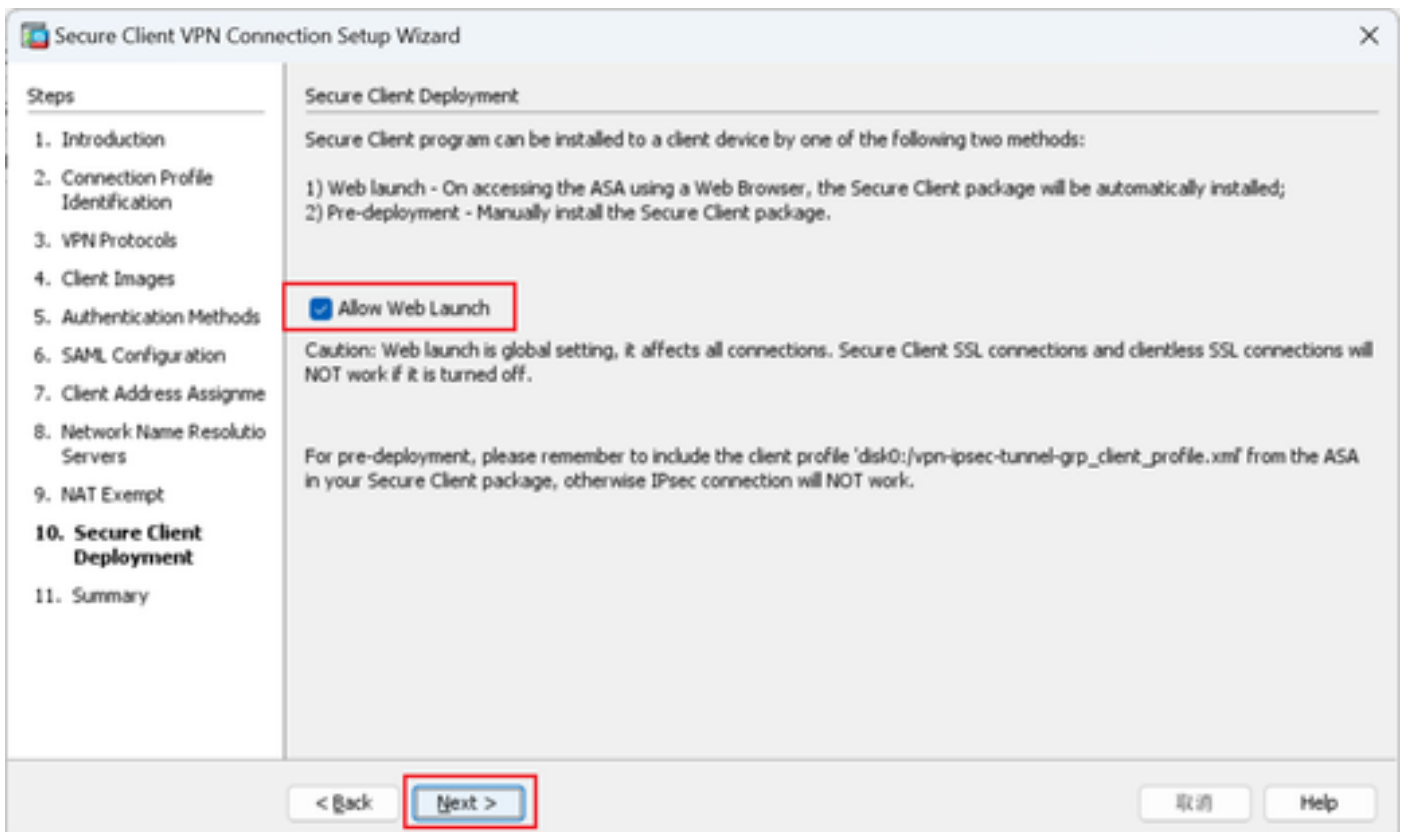 Secure Client VPN Connection Setup Wizard
Steps
1. Introduction
2. Connection Profile
Identification
3. VPN Protocols
4. Client Images
5. Authentication Methods
6. SAML Configuration
7. Client Address Assignme
8. Network Name Resolutio
Servers
9. NAT Exempt
10. Secure Client
Deployment
11. Summary
Secure Client Deployment
Secure Client program can be installed to a client device by one of the following two methods:
1) Web launch - On accessing the ASA using a Web Browser, the Secure Client package will be automatically installed;
2) Pre-deployment - Manually install the Secure Client package.
Allow Web Launch
Caution: Web launch is global setting, it affects all connections. Secure Client SSL connections and clientless SSL connections will
NOT work if it is turned off.
For pre-deployment, please remember to include the client profile 'disk0:/vpn-ipsec-tunnel-grp_client_profile.xml' from the ASA
in your Secure Client package, otherwise IPsec connection will NOT work.
< Back
Next >
取消
Help